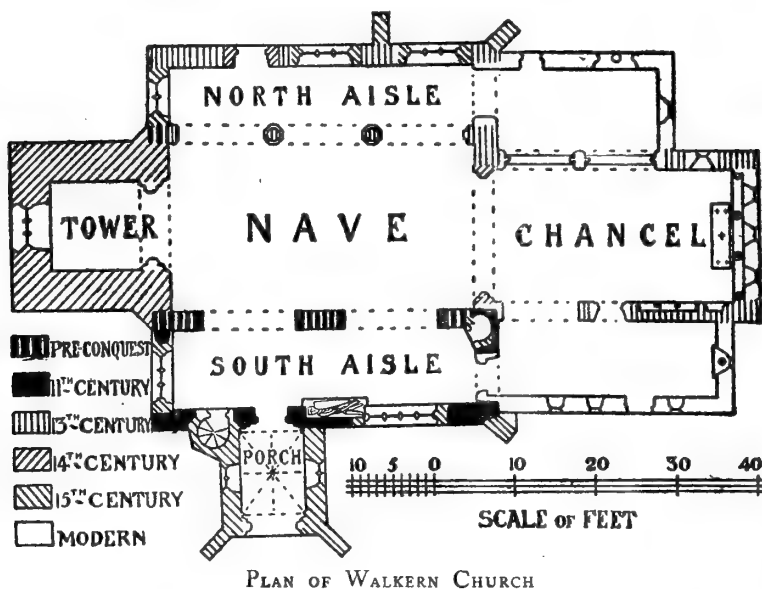 NORTH AISLE
TOWER
NAVE
CHANCEL
SOUTH AISLE
PORCH
PRE-CONQUEST
11TH CENTURY
13TH CENTURY
14TH CENTURY
15TH CENTURY
MODERN
10 5 0 10 20 30 40
SCALE OF FEET
PLAN OF WALKERN CHURCH